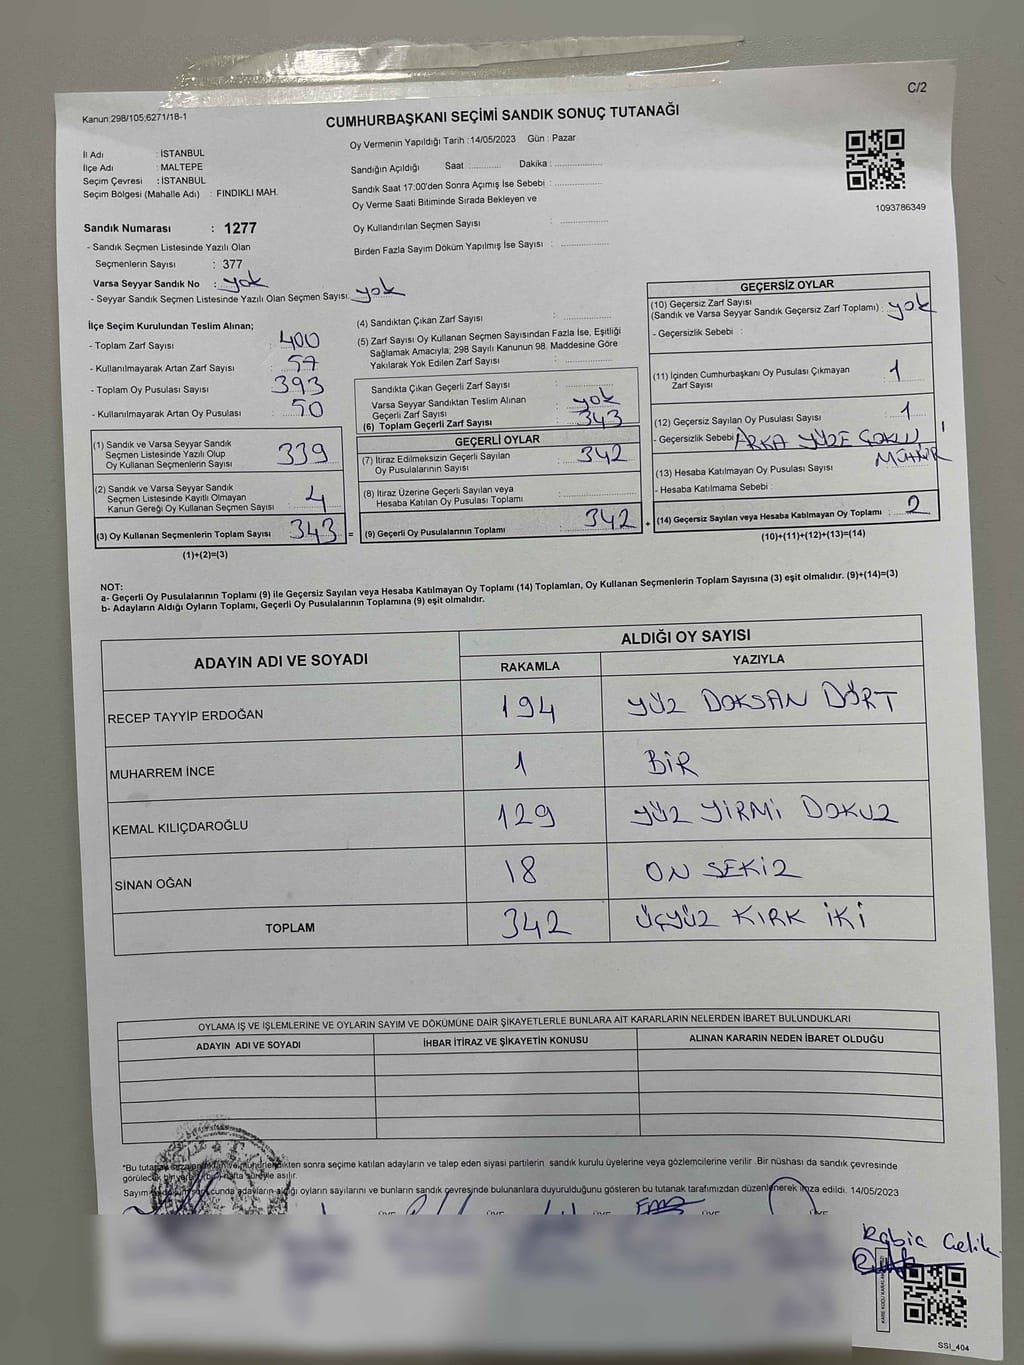 C/2
Kanun:298/105;6271/18-1
CUMHURBAŞKANI SEÇİMİ SANDIK SONUÇ TUTANAĞI
Oy Vermenin Yapıldığı Tarih :14/05/2023 Gün : Pazar
İl Adı : İSTANBUL
İlçe Adı : MALTEPE
Seçim Çevresi : İSTANBUL
Seçim Bölgesi (Mahalle Adı) : FINDIKLI MAH.
Sandığın Açıldığı Saat :............ Dakika :............
Sandık Saat 17:00'den Sonra Açımış İse Sebebi :............
Oy Verme Saati Bitiminde Sırada Bekleyen ve
Oy Kullandırılan Seçmen Sayısı :............
Birden Fazla Sayım Döküm Yapılmış İse Sayısı :............
1093786349
Sandık Numarası : 1277
- Sandık Seçmen Listesinde Yazılı Olan
Seçmenlerin Sayısı : 377
Varsa Seyyar Sandık No : yok
- Seyyar Sandık Seçmen Listesinde Yazılı Olan Seçmen Sayısı: yok
İlçe Seçim Kurulundan Teslim Alınan;
- Toplam Zarf Sayısı : 400
- Kullanılmayarak Artan Zarf Sayısı : 57
- Toplam Oy Pusulası Sayısı : 393
- Kullanılmayarak Artan Oy Pusulası : 50
(1) Sandık ve Varsa Seyyar Sandık
Seçmen Listesinde Yazılı Olup
Oy Kullanan Seçmenlerin Sayısı : 339
(2) Sandık ve Varsa Seyyar Sandık
Seçmen Listesinde Kayıtlı Olmayan
Kanun Gereği Oy Kullanan Seçmen Sayısı : 4
(3) Oy Kullanan Seçmenlerin Toplam Sayısı : 343 =
(1)+(2)=(3)
(4) Sandıktan Çıkan Zarf Sayısı :............
(5) Zarf Sayısı Oy Kullanan Seçmen Sayısından Fazla İse, Eşitliği
Sağlamak Amacıyla; 298 Sayılı Kanunun 98. Maddesine Göre
Yakılarak Yok Edilen Zarf Sayısı :............
Sandıkta Çıkan Geçerli Zarf Sayısı :............
Varsa Seyyar Sandıktan Teslim Alınan
Geçerli Zarf Sayısı : yok
(6) Toplam Geçerli Zarf Sayısı : 343
GEÇERLİ OYLAR
(7) İtiraz Edilmeksizin Geçerli Sayılan
Oy Pusulalarının Sayısı : 342
(8) İtiraz Üzerine Geçerli Sayılan veya
Hesaba Katılan Oy Pusulası Toplamı :............
(9) Geçerli Oy Pusulalarının Toplamı : 342 +
GEÇERSİZ OYLAR
(10) Geçersiz Zarf Sayısı
(Sandık ve Varsa Seyyar Sandık Geçersiz Zarf Toplamı) : yok
- Geçersizlik Sebebi :
(11) İçinden Cumhurbaşkanı Oy Pusulası Çıkmayan
Zarf Sayısı : 1
(12) Geçersiz Sayılan Oy Pusulası Sayısı : 1
- Geçersizlik Sebebi ARKA YÜZE
MÜHÜR
(13) Hesaba Katılmayan Oy Pusulası Sayısı
- Hesaba Katılmama Sebebi :
(14) Geçersiz Sayılan veya Hesaba Katılmayan Oy Toplamı : 2
(10)+(11)+(12)+(13)=(14)
NOT:
a- Geçerli Oy Pusulalarının Toplamı (9) ile Geçersiz Sayılan veya Hesaba Katılmayan Oy Toplamı (14) Toplamları, Oy Kullanan Seçmenlerin Toplam Sayısına (3) eşit olmalıdır. (9)+(14)=(3)
b- Adayların Aldığı Oyların Toplamı, Geçerli Oy Pusulalarının Toplamına (9) eşit olmalıdır.
ADAYIN ADI VE SOYADI
ALDIĞI OY SAYISI
RAKAMLA YAZIYLA
RECEP TAYYİP ERDOĞAN 194 YÜZ DOKSAN DÖRT
MUHARREM İNCE 1 BİR
KEMAL KILIÇDAROĞLU 129 YÜZ YİRMİ DOKUZ
SİNAN OĞAN 18 ON SEKİZ
TOPLAM 342 ÜÇYÜZ KIRK İKİ
OYLAMA İŞ VE İŞLEMLERİNE VE OYLARIN SAYIM VE DÖKÜMÜNE DAİR ŞİKAYETLERLE BUNLARA AİT KARARLARIN NELERDEN İBARET BULUNDUKLARI
ADAYIN ADI VE SOYADI İHBAR İTİRAZ VE ŞİKAYETİN KONUSU ALINAN KARARIN NEDEN İBARET OLDUĞU
*Bu sonra seçime katılan adayların ve talep eden siyasi partilerin sandık kurulu üyelerine veya gözlemcilerine verilir. Bir nüshası da sandık çevresinde
görülecek bir yere hafta süreyle asılır.
Sayım adayların aldığı oyların sayılarını ve bunların sandık çevresinde bulunanlara duyurulduğunu gösteren bu tutanak tarafımızdan düzenlenerek imza edildi. 14/05/2023
Rabia Celik
SSI_404